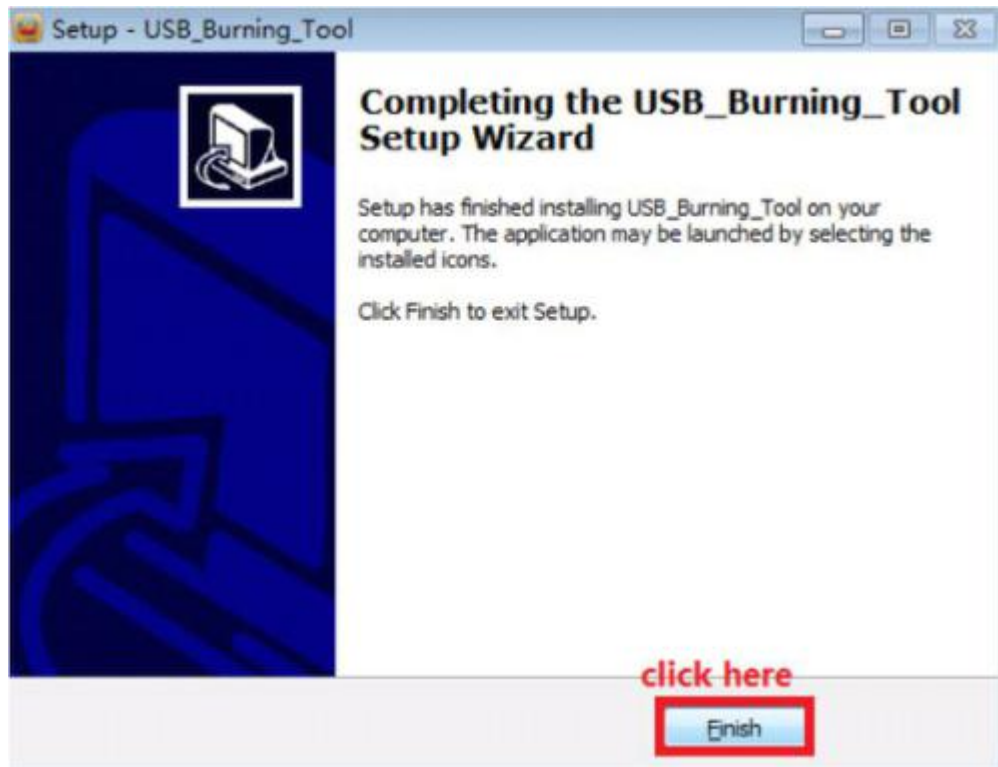 Setup - USB_Burning_Tool
Completing the USB_Burning_Tool
Setup Wizard
Setup has finished installing USB_Burning_Tool on your
computer. The application may be launched by selecting the
installed icons.
Click Finish to exit Setup.
click here
Finish